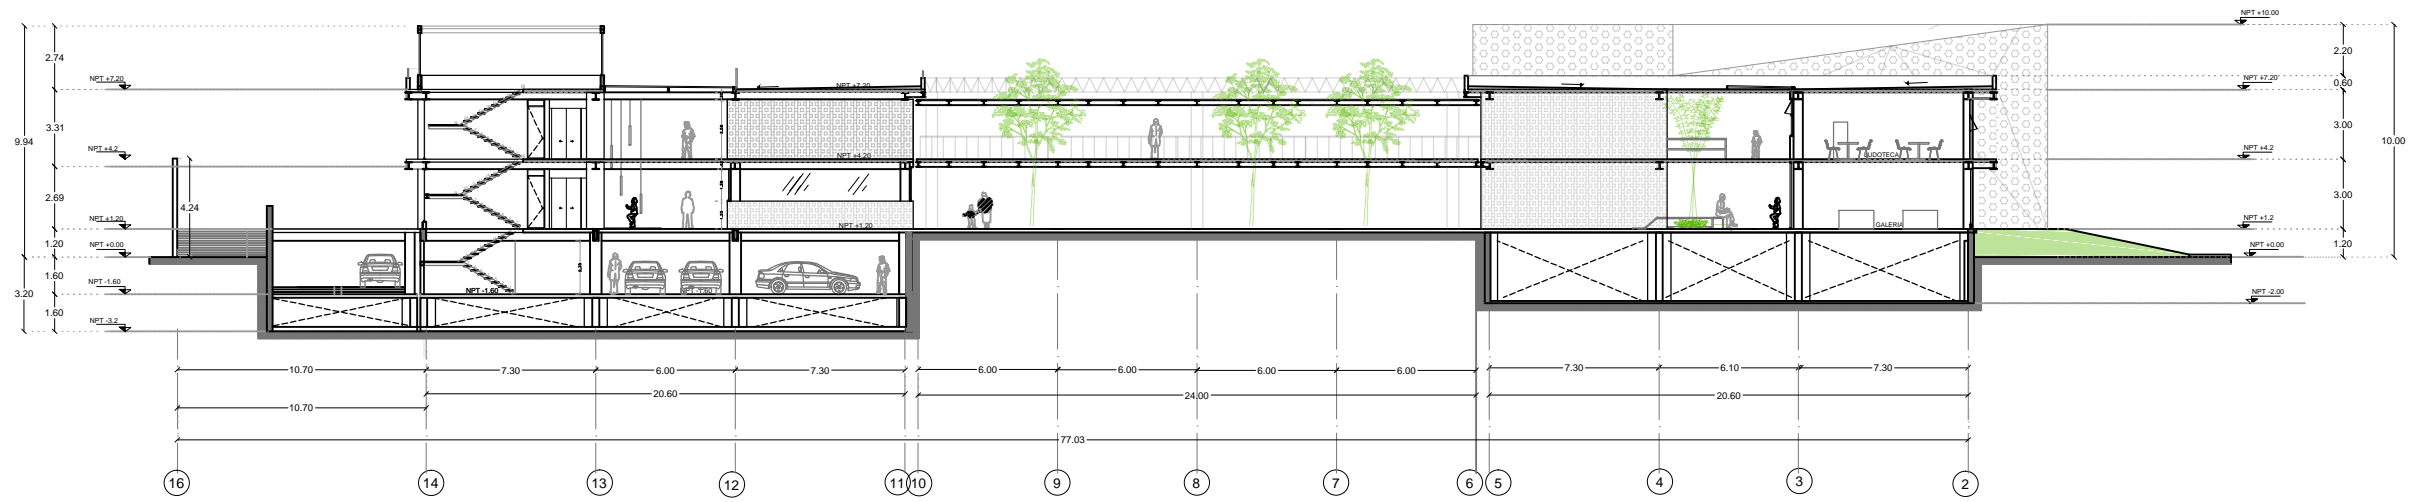 NPT +10.00
2.74
2.20
NPT +7.20
NPT +7.20
NPT +7.20
0.60
9.94
3.31
3.00
10.00
NPT +4.2
NPT +4.20
LUDOTECA
NPT +4.2
2.69
4.24
3.00
NPT +1.20
NPT +1.20
GALERIA
NPT +1.2
1.20
NPT +0.00
NPT +0.00
1.20
1.60
NPT -1.60
NPT -1.60
NPT -1.60
NPT -2.00
3.20
1.60
NPT -3.2
10.70
7.30
6.00
7.30
6.00
6.00
6.00
6.00
7.30
6.10
7.30
20.60
24.00
20.60
10.70
77.03
16
14
13
12
11
10
9
8
7
6
5
4
3
2